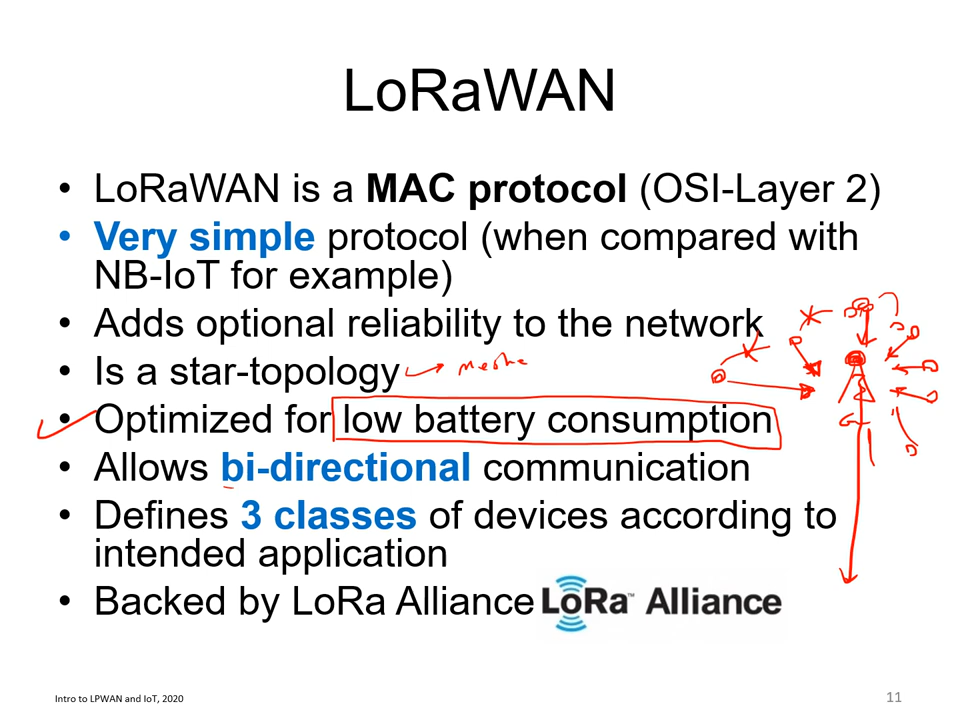 LoRaWAN
• LoRaWAN is a MAC protocol (OSI-Layer 2)
• Very simple protocol (when compared with
NB-IoT for example)
• Adds optional reliability to the network
• Is a star-topology
• Optimized for low battery consumption
• Allows bi-directional communication
• Defines 3 classes of devices according to
intended application
• Backed by LoRa Alliance LoRa™ Alliance
Intro to LPWAN and IoT, 2020
11